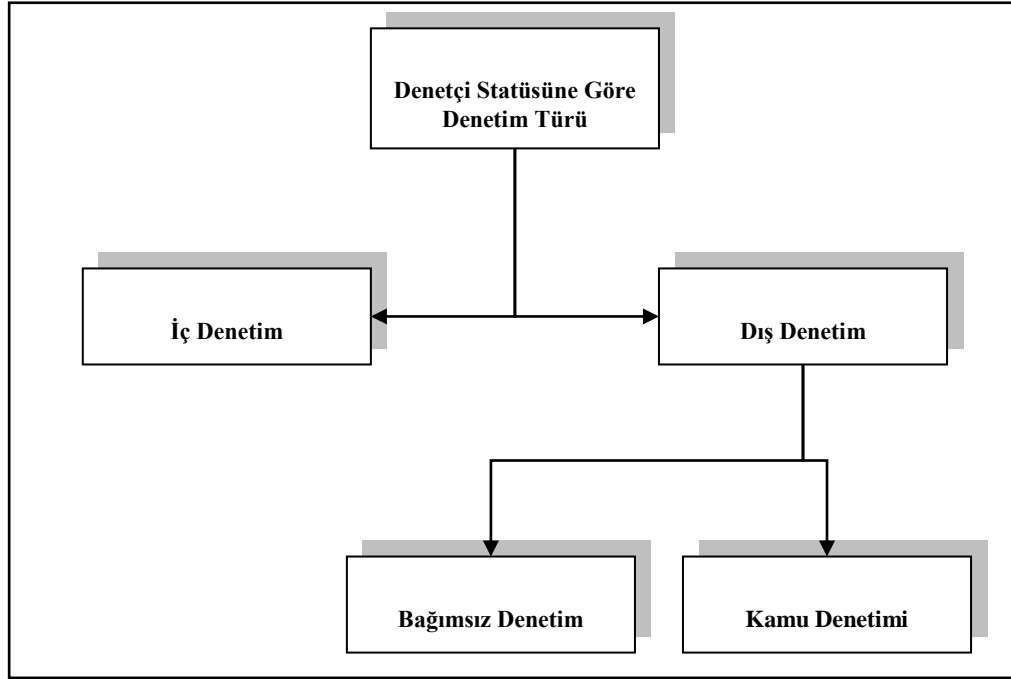 Denetçi Statüsüne Göre
Denetim Türü
İç Denetim
Dış Denetim
Bağımsız Denetim
Kamu Denetimi